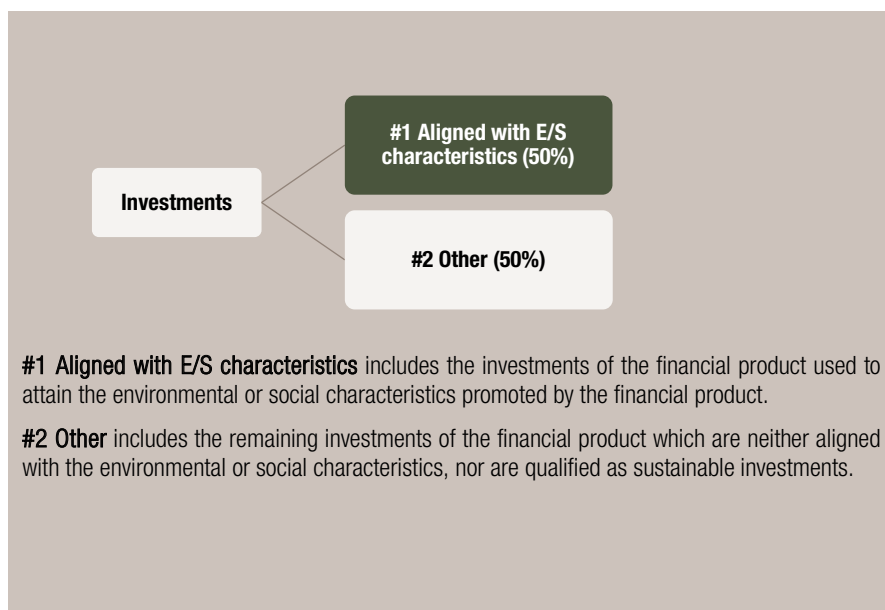 #1 Aligned with E/S
characteristics (50%)
Investments
#2 Other (50%)
#1 Aligned with E/S characteristics includes the investments of the financial product used to
attain the environmental or social characteristics promoted by the financial product.
#2 Other includes the remaining investments of the financial product which are neither aligned
with the environmental or social characteristics, nor are qualified as sustainable investments.